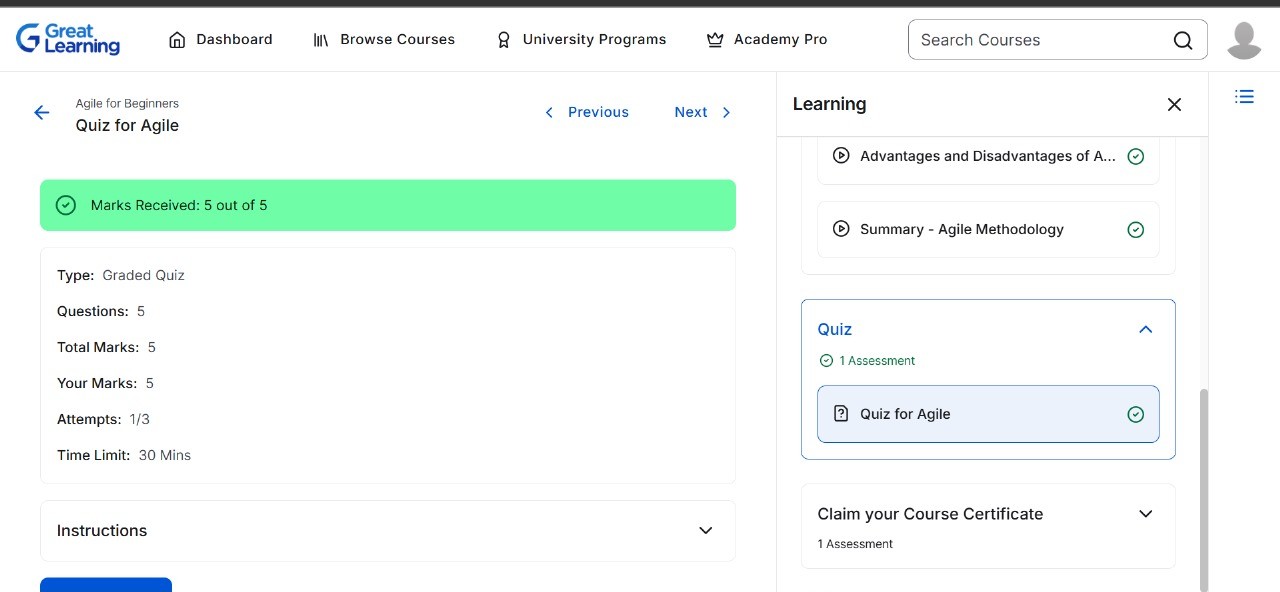 Great Learning
Dashboard
Browse Courses
University Programs
Academy Pro
Search Courses
Agile for Beginners
Quiz for Agile
Previous
Next
Marks Received: 5 out of 5
Type: Graded Quiz
Questions: 5
Total Marks: 5
Your Marks: 5
Attempts: 1/3
Time Limit: 30 Mins
Instructions
Learning
Advantages and Disadvantages of A...
Summary - Agile Methodology
Quiz
1 Assessment
Quiz for Agile
Claim your Course Certificate
1 Assessment